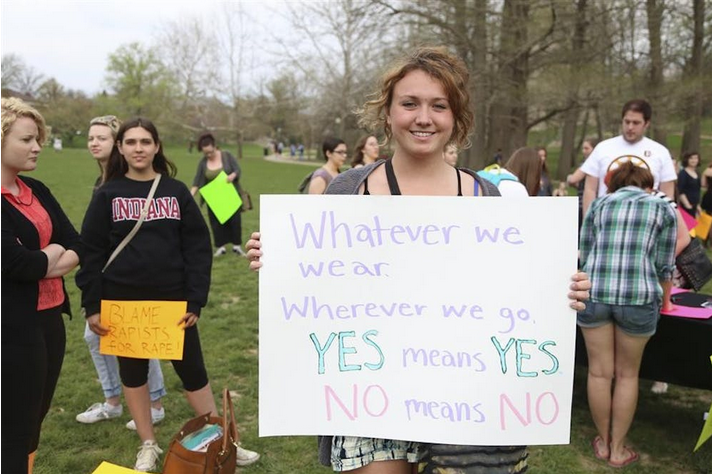 Whatever we
wear.
Wherever we go.
YES means YES.
NO means NO
INDIANA
BLAME
RAPISTS
FOR RAPE!